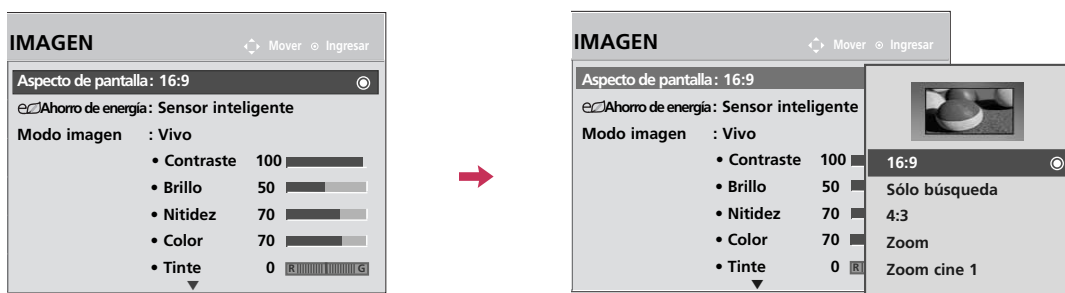 IMAGEN
Mover Ingresar
Aspecto de pantalla : 16:9
Ahorro de energía : Sensor inteligente
Modo imagen : Vivo
• Contraste 100
• Brillo 50
• Nitidez 70
• Color 70
• Tinte 0 R G
IMAGEN
Mover Ingresar
Aspecto de pantalla : 16:9
Ahorro de energía : Sensor inteligente
Modo imagen : Vivo
• Contraste 100
• Brillo 50
• Nitidez 70
• Color 70
• Tinte 0 R
16:9
Sólo búsqueda
4:3
Zoom
Zoom cine 1